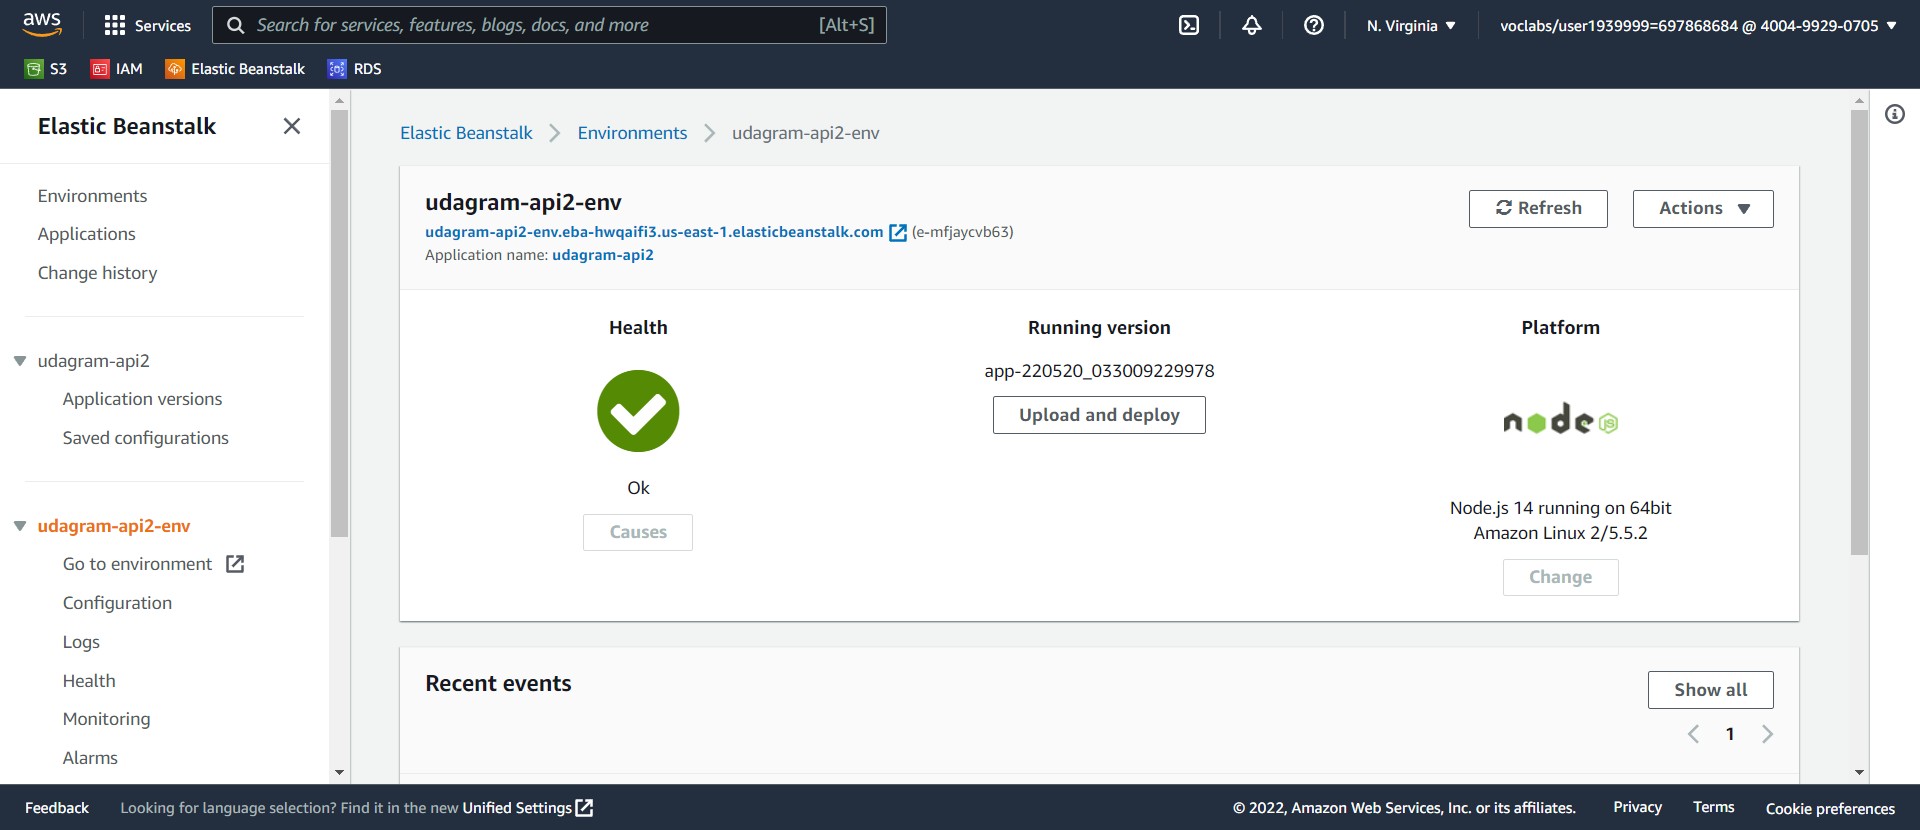 aws
Services
Search for services, features, blogs, docs, and more
[Alt+S]
N. Virginia
voclabs/user1939999=697868684 @ 4004-9929-0705
S3
IAM
Elastic Beanstalk
RDS
Elastic Beanstalk
Environments
Applications
Change history
udagram-api2
Application versions
Saved configurations
udagram-api2-env
Go to environment
Configuration
Logs
Health
Monitoring
Alarms
Elastic Beanstalk
Environments
udagram-api2-env
udagram-api2-env
udagram-api2-env.eba-hwqaifi3.us-east-1.elasticbeanstalk.com (e-mfjaycvb63)
Application name: udagram-api2
Refresh
Actions
Health
Ok
Causes
Running version
app-220520_033009229978
Upload and deploy
Platform
node JS
Node.js 14 running on 64bit
Amazon Linux 2/5.5.2
Change
Recent events
Show all
1
Feedback
Looking for language selection? Find it in the new Unified Settings
© 2022, Amazon Web Services, Inc. or its affiliates.
Privacy
Terms
Cookie preferences